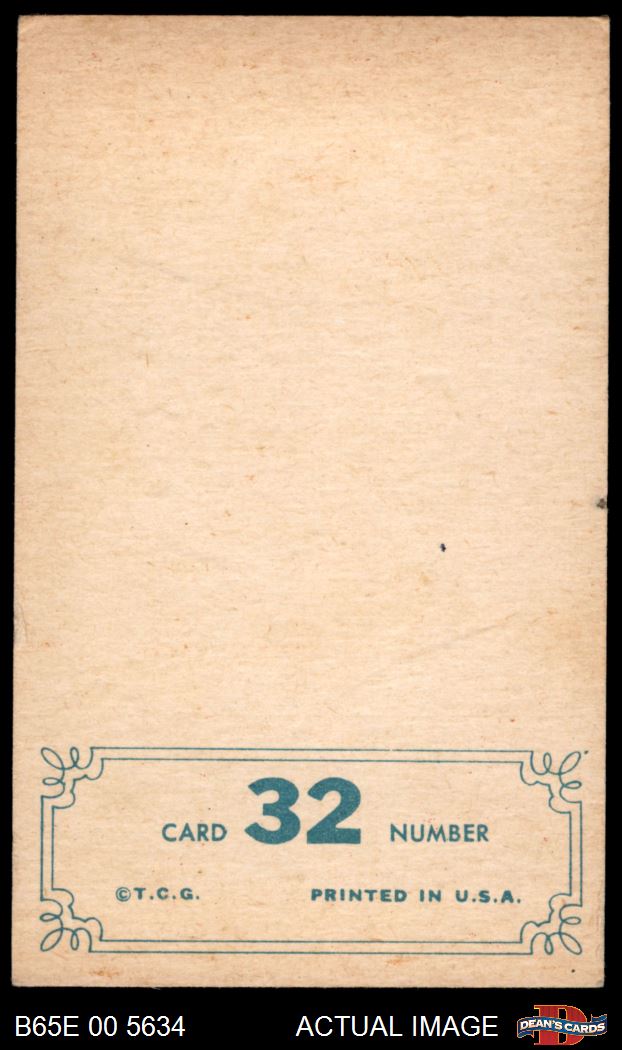 CARD 32 NUMBER
©T.C.G. PRINTED IN U.S.A.
B65E 00 5634 ACTUAL IMAGE DEAN'S CARDS